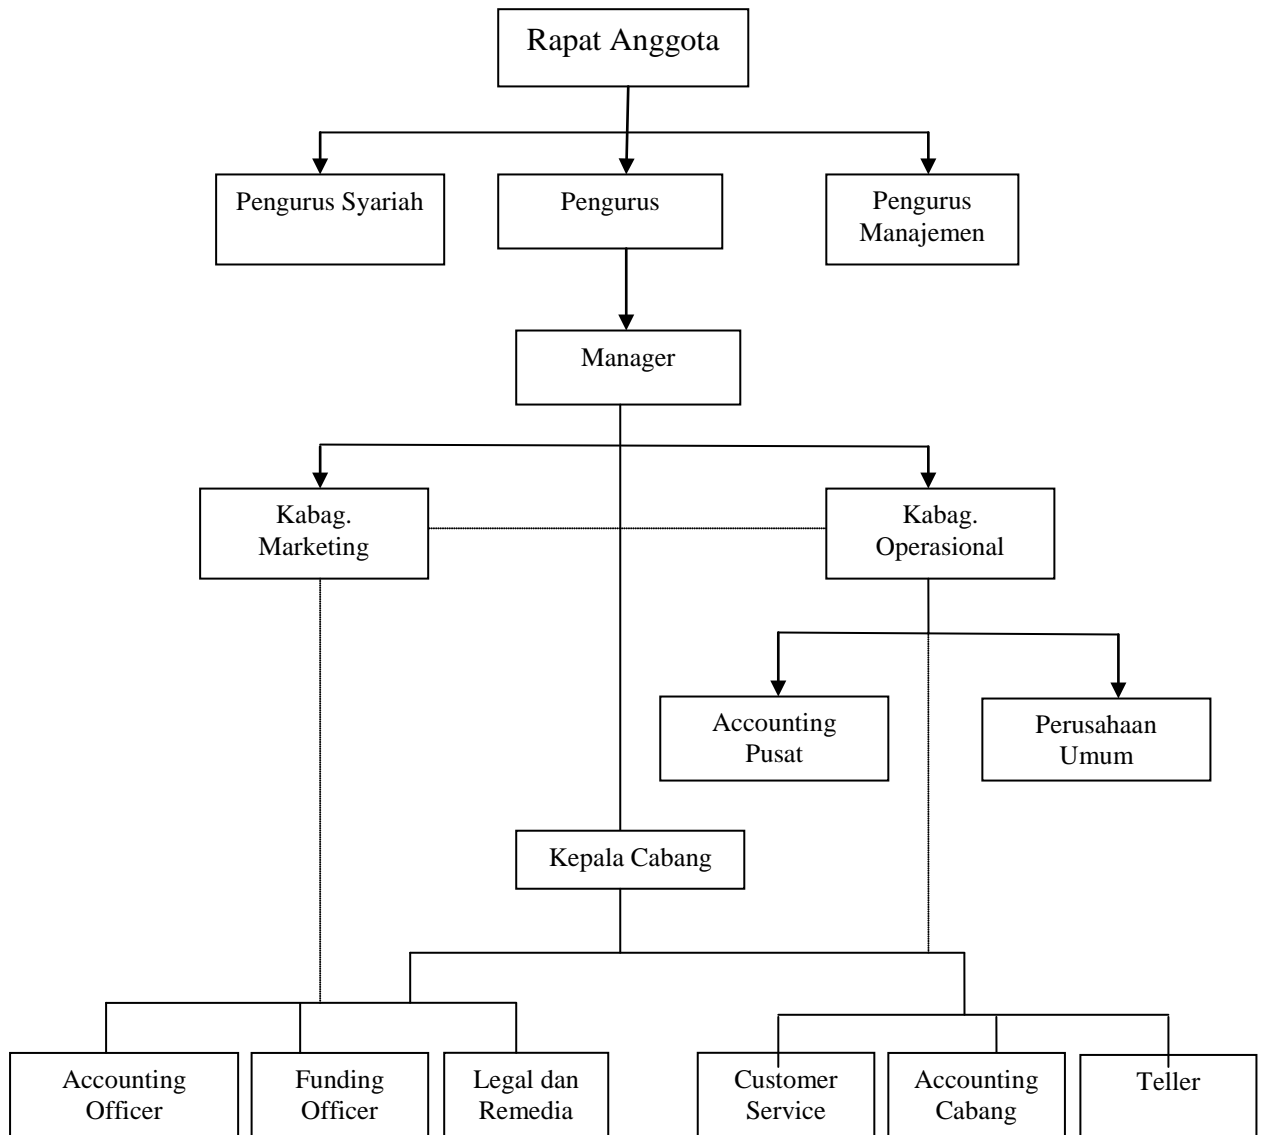 Rapat Anggota
Pengurus Syariah
Pengurus
Pengurus
Manajemen
Manager
Kabag.
Marketing
Kabag.
Operasional
Accounting
Pusat
Perusahaan
Umum
Kepala Cabang
Accounting
Officer
Funding
Officer
Legal dan
Remedia
Customer
Service
Accounting
Cabang
Teller